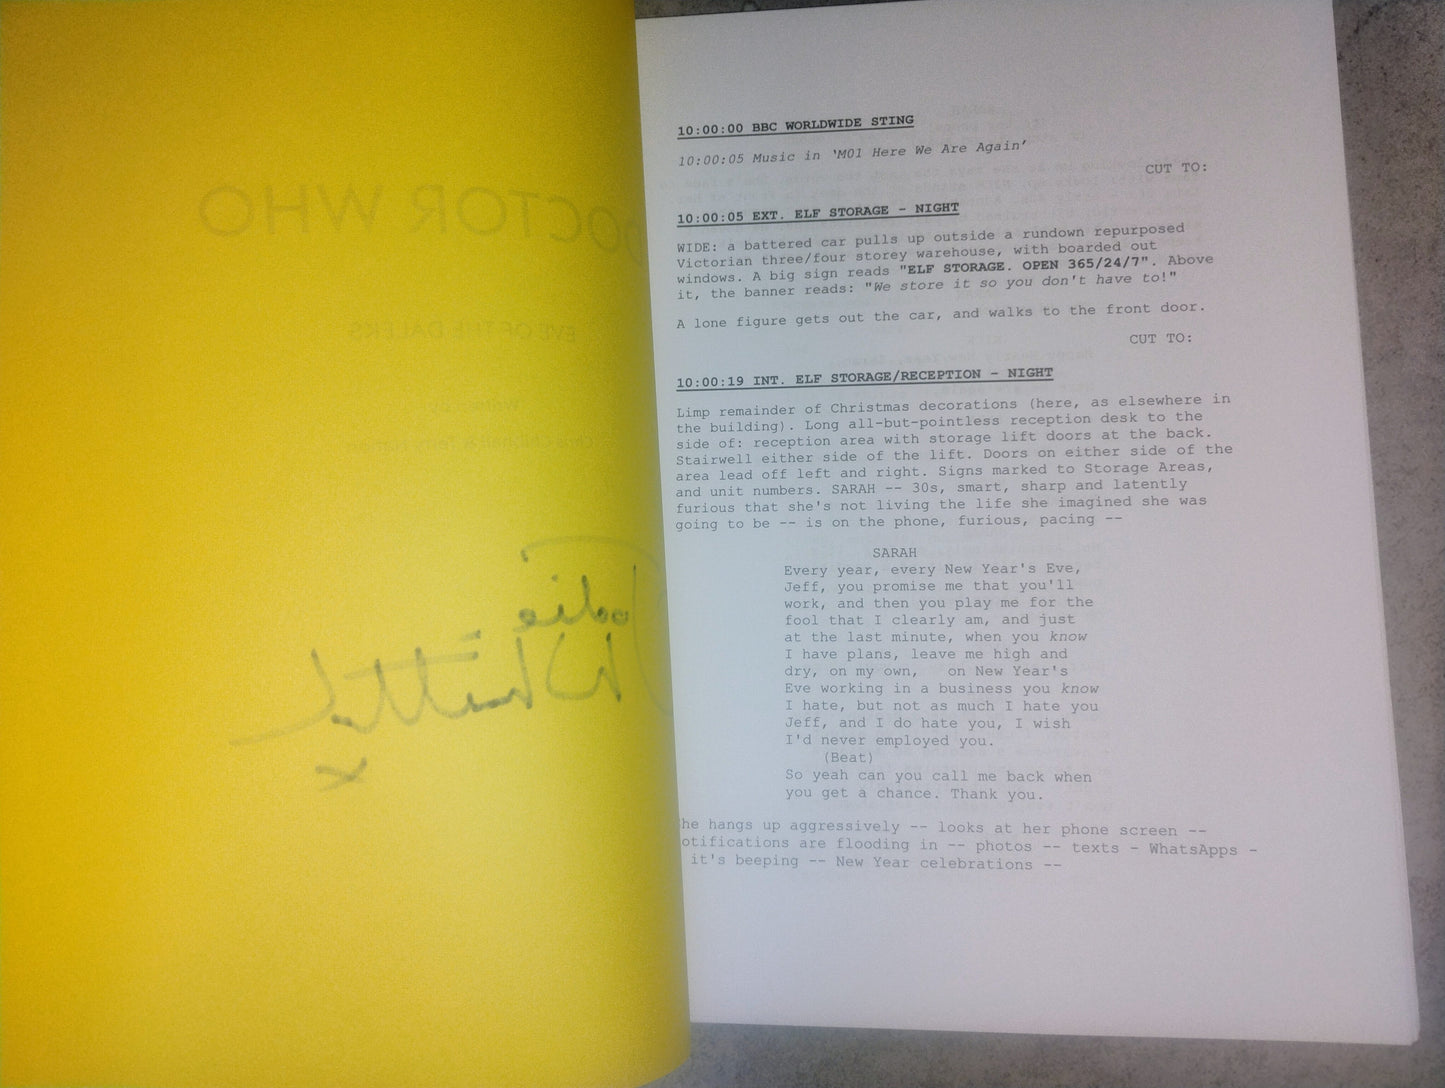 DOCTOR WHO
EVE OF THE DALEKS
Jodie
Whittaker
x
10:00:00 BBC WORLDWIDE STING
10:00:05 Music in ‘M01 Here We Are Again’
CUT TO:
10:00:05 EXT. ELF STORAGE – NIGHT
WIDE: a battered car pulls up outside a rundown repurposed
Victorian three/four storey warehouse, with boarded out
windows. A big sign reads "ELF STORAGE. OPEN 365/24/7". Above
it, the banner reads: "We store it so you don't have to!"
A lone figure gets out the car, and walks to the front door.
CUT TO:
10:00:19 INT. ELF STORAGE/RECEPTION – NIGHT
Limp remainder of Christmas decorations (here, as elsewhere in
the building). Long all-but-pointless reception desk to the
side of: reception area with storage lift doors at the back.
Stairwell either side of the lift. Doors on either side of the
area lead off left and right. Signs marked to Storage Areas,
and unit numbers. SARAH -- 30s, smart, sharp and latently
furious that she's not living the life she imagined she was
going to be -- is on the phone, furious, pacing --
SARAH
Every year, every New Year's Eve,
Jeff, you promise me that you'll
work, and then you play me for the
fool that I clearly am, and just
at the last minute, when you know
I have plans, leave me high and
dry, on my own, on New Year's
Eve working in a business you know
I hate, but not as much I hate you
Jeff, and I do hate you, I wish
I'd never employed you.
(Beat)
So yeah can you call me back when
you get a chance. Thank you.
he hangs up aggressively -- looks at her phone screen --
otifications are flooding in -- photos -- texts - WhatsApps -
it's beeping -- New Year celebrations --